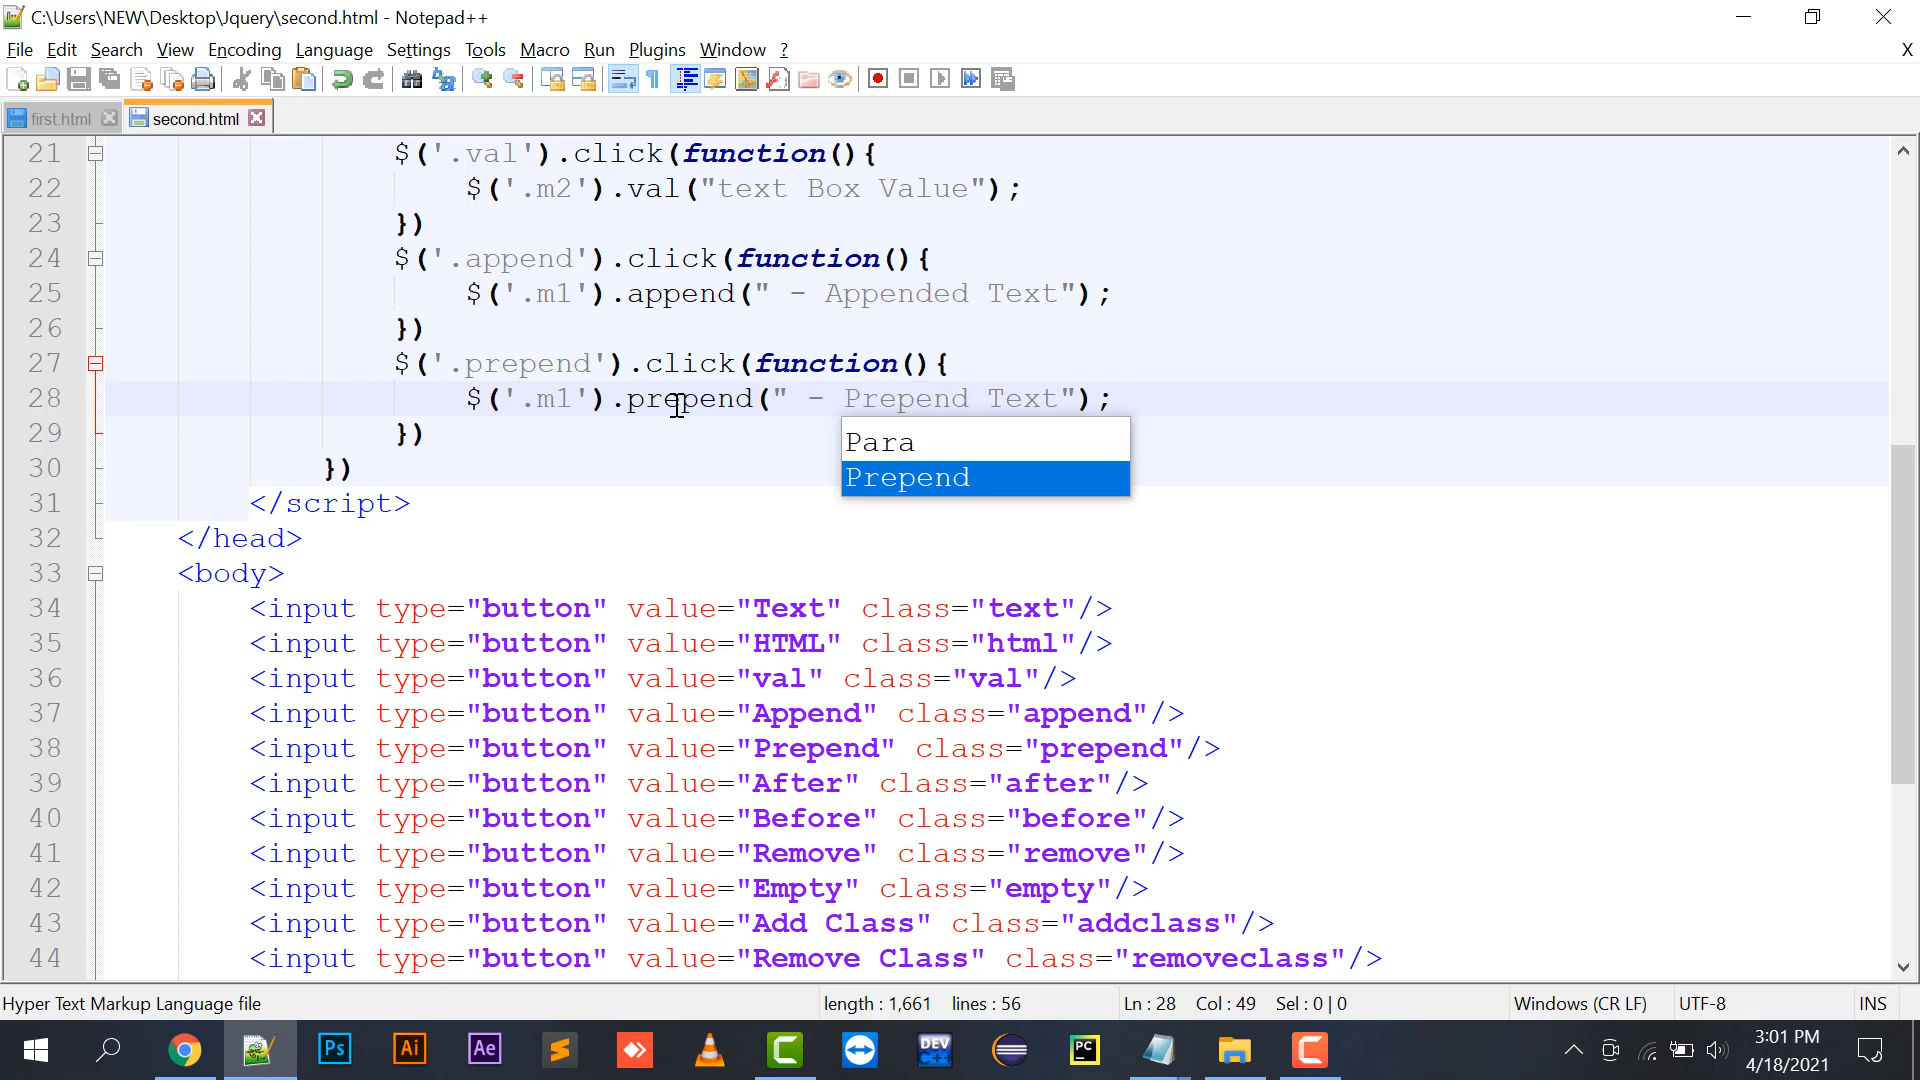 C:\Users\NEW\Desktop\Jquery\second.html - Notepad++
File Edit Search View Encoding Language Settings Tools Macro Run Plugins Window ? X
first.html second.html
21 $('.val').click(function(){
22 $('.m2').val("text Box Value");
23 })
24 $('.append').click(function(){
25 $('.m1').append(" - Appended Text");
26 })
27 $('.prepend').click(function(){
28 $('.m1').prepend(" - Prepend Text");
29 })
Para
30 })
Prepend
31 </script>
32 </head>
33 <body>
34 <input type="button" value="Text" class="text"/>
35 <input type="button" value="HTML" class="html"/>
36 <input type="button" value="val" class="val"/>
37 <input type="button" value="Append" class="append"/>
38 <input type="button" value="Prepend" class="prepend"/>
39 <input type="button" value="After" class="after"/>
40 <input type="button" value="Before" class="before"/>
41 <input type="button" value="Remove" class="remove"/>
42 <input type="button" value="Empty" class="empty"/>
43 <input type="button" value="Add Class" class="addclass"/>
44 <input type="button" value="Remove Class" class="removeclass"/>
Hyper Text Markup Language file length : 1,661 lines : 56 Ln : 28 Col : 49 Sel : 0 | 0 Windows (CR LF) UTF-8 INS
Ps Ai Ae DEV C++ PC
3:01 PM
4/18/2021